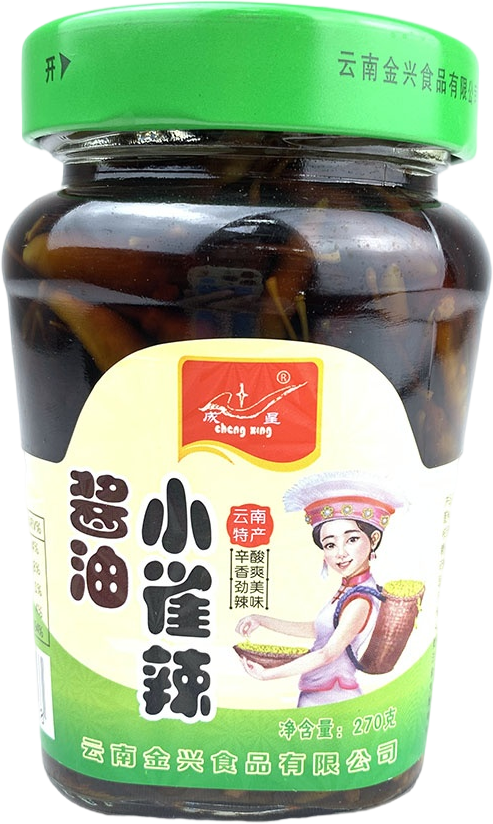 开▶
云南金兴食品有限公
®
成星
cheng xing
酱油
小雀辣
云南
特产
酸爽美味
辛香劲辣
净含量：270克
云南金兴食品有限公司